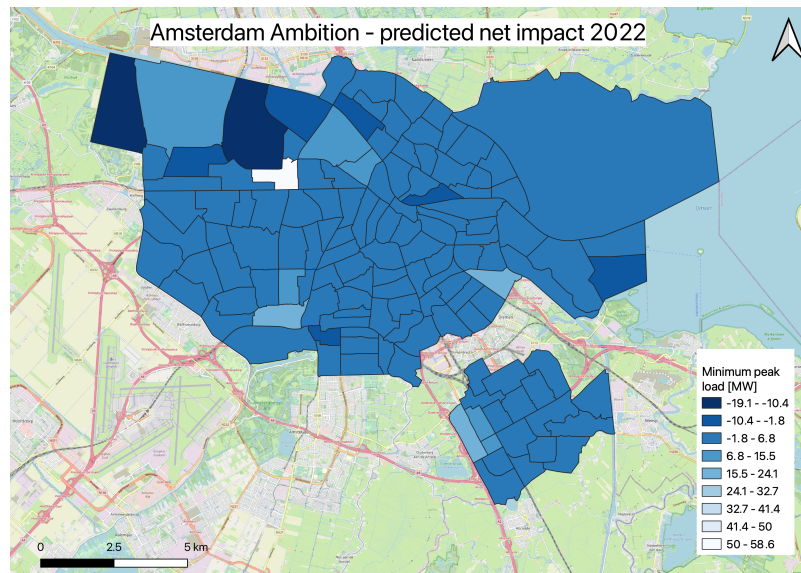 Amsterdam Ambition - predicted net impact 2022
Minimum peak
load [MW]
-19.1 - -10.4
-10.4 - -1.8
-1.8 - 6.8
6.8 - 15.5
15.5 - 24.1
24.1 - 32.7
32.7 - 41.4
41.4 - 50
50 - 58.6
0 2.5 5 km